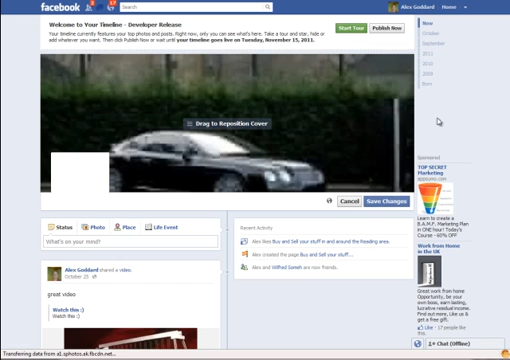 facebook
Search
Alex Goddard Home
Welcome to Your Timeline - Developer Release
Your timeline currently features your top photos and posts. Right now, only you can see what's here. Take a tour and star, hide or
add whatever you want. Then click Publish Now or wait until your timeline goes live on Tuesday, November 15, 2011.
Start Tour
Publish Now
Now
October
September
2011
2010
2009
Born
Drag to Reposition Cover
Cancel
Save Changes
Status
Photo
Place
Life Event
What's on your mind?
Recent Activity
Alex likes Buy and Sell your stuff in and around the Reading area.
Alex created the page Buy and Sell your stuff...
Alex and
are now friends.
Alex Goddard shared a video.
October 25
great video
Watch this :)
Watch this :)
Sponsored
TOP SECRET
Marketing
appsumo.com
Learn to create a
B.A.M.F. Marketing Plan
in ONE hour! Today's
Course - 60% OFF
Work from Home
in the UK
Great work from home
Opportunity, be your
own boss, earn lasting,
lucrative residual income.
Find out more, Like us &
get a free gift.
Like · 17 people like
this.
Chat (Offline)
Transferring data from a1.sphotos.ak.fbcdn.net...